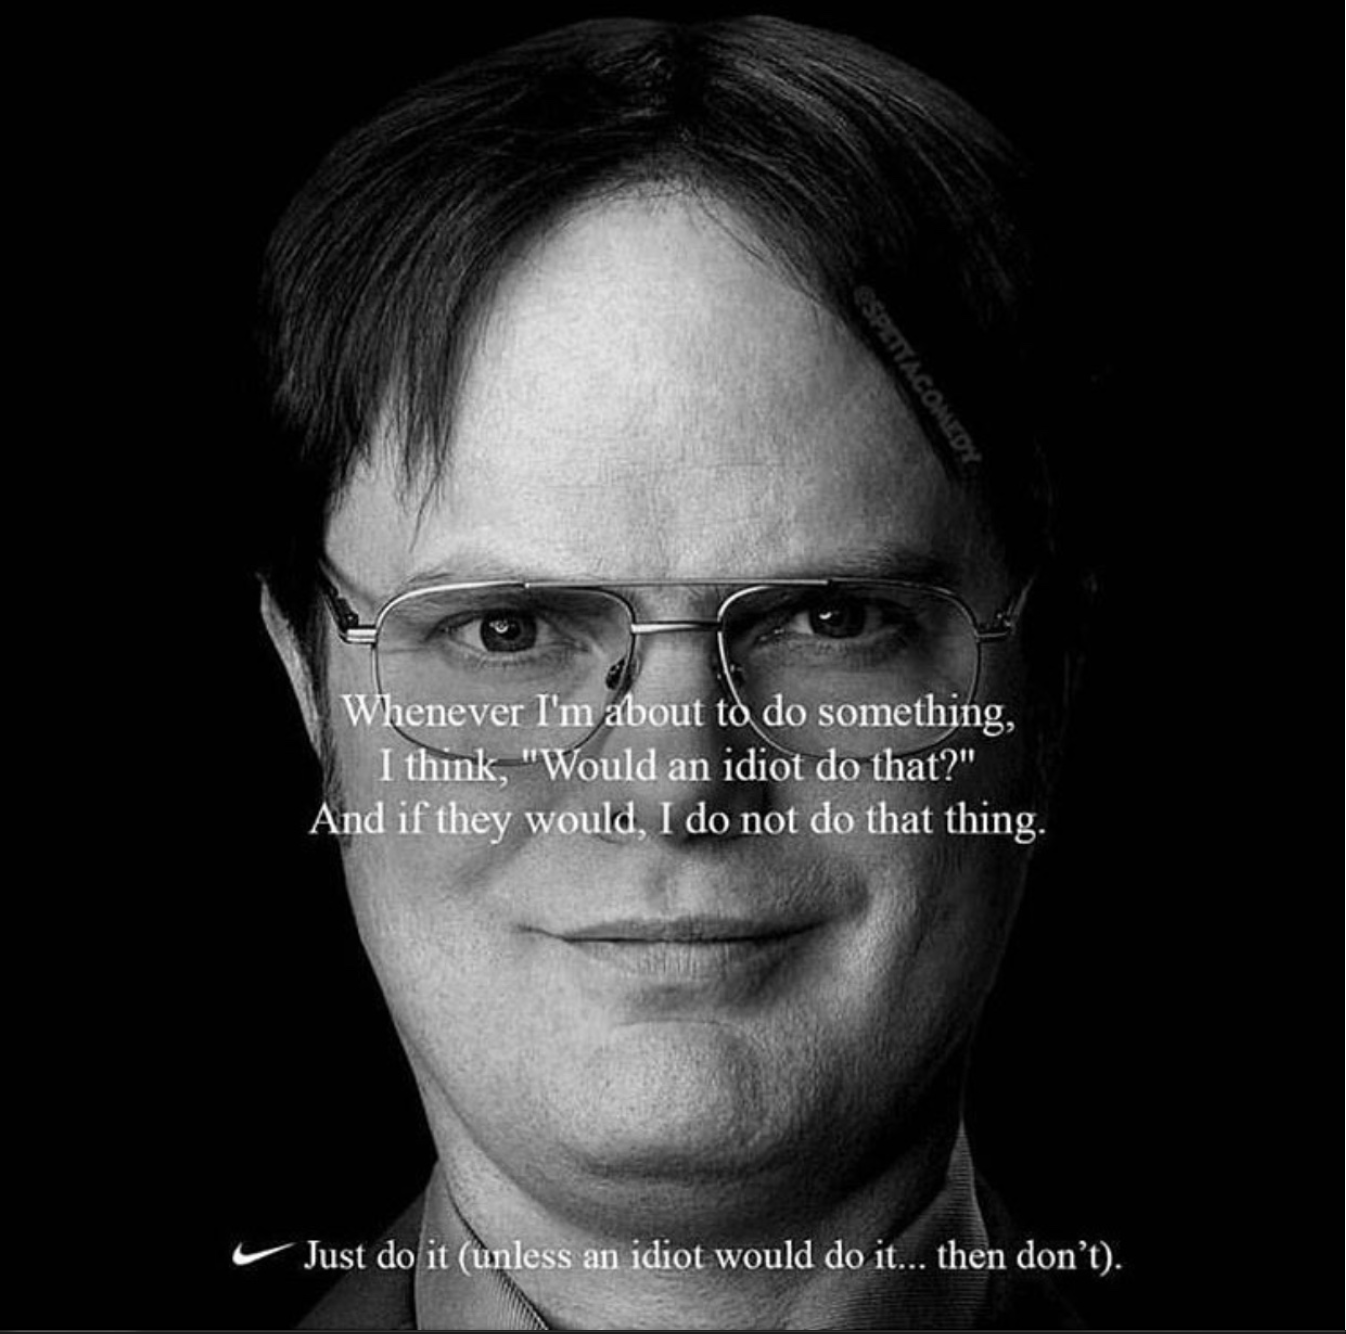 @SPETTACOMEDY
Whenever I'm about to do something,
I think, "Would an idiot do that?"
And if they would, I do not do that thing.
Just do it (unless an idiot would do it... then don’t).